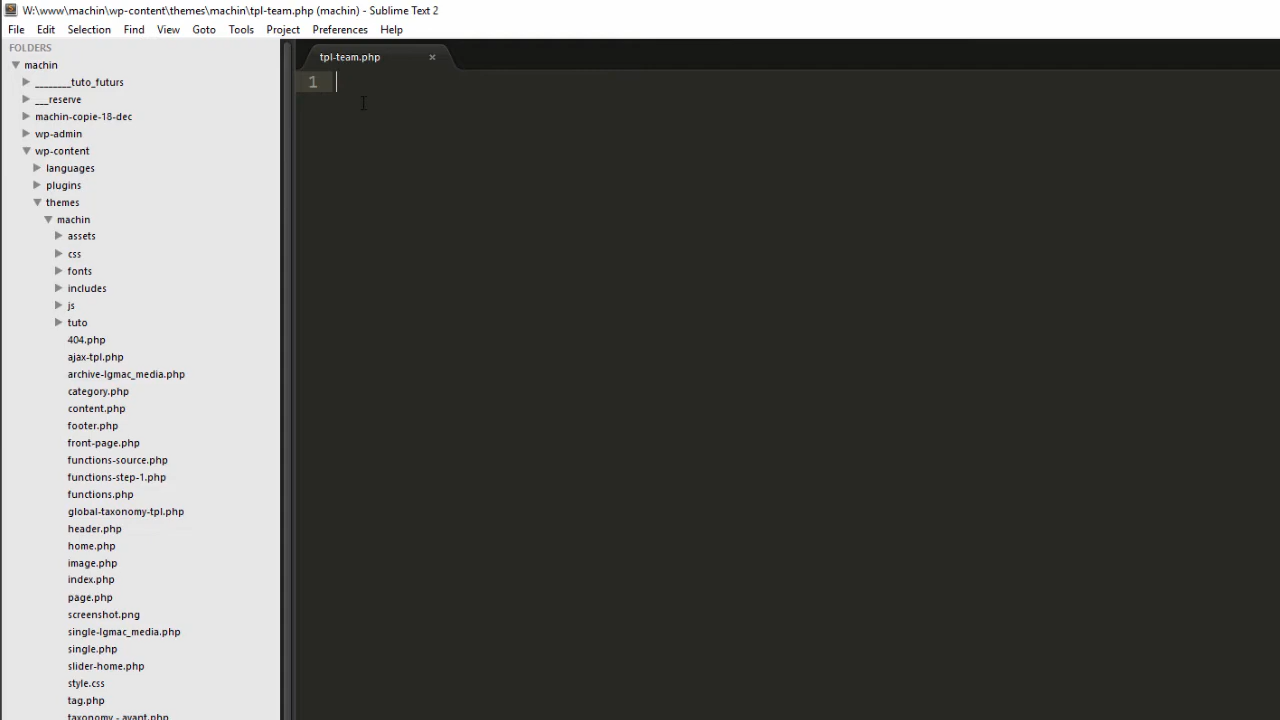 W:\www\machin\wp-content\themes\machin\tpl-team.php (machin) - Sublime Text 2
File Edit Selection Find View Goto Tools Project Preferences Help
FOLDERS
machin
________tuto_futurs
___reserve
machin-copie-18-dec
wp-admin
wp-content
languages
plugins
themes
machin
assets
css
fonts
includes
js
tuto
404.php
ajax-tpl.php
archive-lgmac_media.php
category.php
content.php
footer.php
front-page.php
functions-source.php
functions-step-1.php
functions.php
global-taxonomy-tpl.php
header.php
home.php
image.php
index.php
page.php
screenshot.png
single-lgmac_media.php
single.php
slider-home.php
style.css
tag.php
taxonomy - avant.php
tpl-team.php ×
1